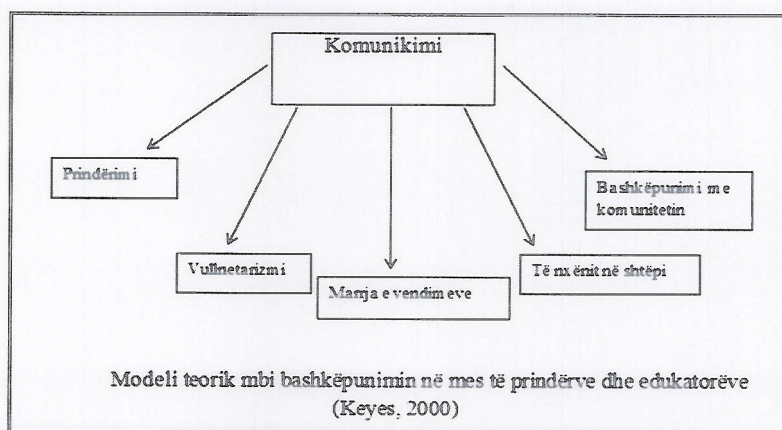 Komunikimi
Prindërimi
Bashkëpunimi me
komunitetin
Vullnetarizmi
Marrja e vendimeve
Të nxënit në shtëpi
Modeli teorik mbi bashkëpunimin në mes të prindërve dhe edukatorëve
(Keyes, 2000)